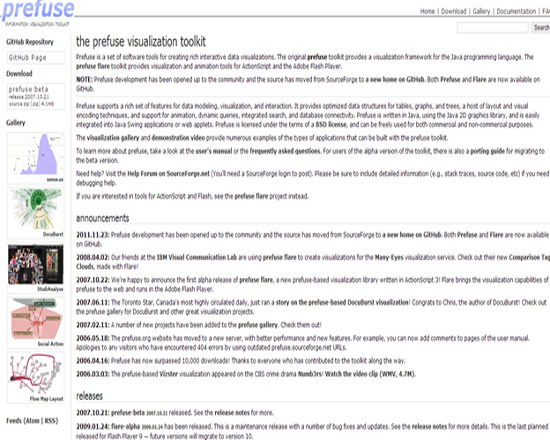 prefuse
INFORMATION VISUALIZATION TOOLKIT
Home | Download | Gallery | Documentation | FA
Search
GitHub Repository
GitHub Page
Download
prefuse beta
release 2007.10.21
source zip (.zip) 4.1mb
Gallery
sense.us
DocuBurst
SkullAnalyse
Social Action
Flow Map Layout
Feeds (Atom | RSS)
the prefuse visualization toolkit
Prefuse is a set of software tools for creating rich interactive data visualizations. The original prefuse toolkit provides a visualization framework for the Java programming language. The
prefuse flare toolkit provides visualization and animation tools for ActionScript and the Adobe Flash Player.
NOTE: Prefuse development has been opened up to the community and the source has moved from SourceForge to a new home on GitHub. Both Prefuse and Flare are now available on
GitHub.
Prefuse supports a rich set of features for data modeling, visualization, and interaction. It provides optimized data structures for tables, graphs, and trees, a host of layout and visual
encoding techniques, and support for animation, dynamic queries, integrated search, and database connectivity. Prefuse is written in Java, using the Java 2D graphics library, and is easily
integrated into Java Swing applications or web applets. Prefuse is licensed under the terms of a BSD license, and can be freely used for both commercial and non-commercial purposes.
The visualization gallery and demonstration video provide numerous examples of the types of applications that can be built with the prefuse toolkit.
To learn more about prefuse, take a look at the user's manual or the frequently asked questions. For users of the alpha version of the toolkit, there is also a porting guide for migrating to
the beta version.
Need help? Visit the Help Forum on SourceForge.net (You'll need a SourceForge login to post). Please be sure to include detailed information (e.g., stack traces, source code, etc) if you need
debugging help.
If you are interested in tools for ActionScript and Flash, see the prefuse flare project instead.
announcements
2011.11.23: Prefuse development has been opened up to the community and the source has moved from SourceForge to a new home on GitHub. Both Prefuse and Flare are now available
on GitHub.
2008.04.02: Our friends at the IBM Visual Communication Lab are using prefuse flare to create visualizations for the Many-Eyes visualization service. Check out their new Comparison Tag
Clouds, made with Flare!
2007.10.22: We're happy to announce the first alpha release of prefuse flare, a new prefuse-based visualization library written in ActionScript 3! Flare brings the visualization capabilities of
prefuse to the web and runs in the Adobe Flash Player.
2007.06.11: The Toronto Star, Canada's most highly circulated daily, just ran a story on the prefuse-based DocuBurst visualization! Congrats to Chris, the author of DocuBurst! Check out
the prefuse gallery for DocuBurst and other great visualization projects.
2007.02.11: A number of new projects have been added to the prefuse gallery. Check them out!
2006.05.18: The prefuse.org website has moved to a new server, with better performance and new features. For example, you can now add comments to pages of the user manual.
Apologies to any visitors who have encountered 404 errors by using outdated prefuse.sourceforge.net URLs.
2006.04.16: Prefuse has now surpassed 10,000 downloads! Thanks to everyone who has contributed to the toolkit along the way.
2006.03.03: The prefuse-based Vizster visualization appeared on the CBS crime drama Numb3rs! Watch the video clip (WMV, 4.7M).
releases
2007.10.21: prefuse-beta 2007.10.21 released. See the release notes for more.
2009.01.24: flare-alpha 2009.01.24 has been released. This is a maintenance release with a number of bug fixes and updates. See the release notes for more details. This is the last planned
released for Flash Player 9 — future versions will migrate to version 10.